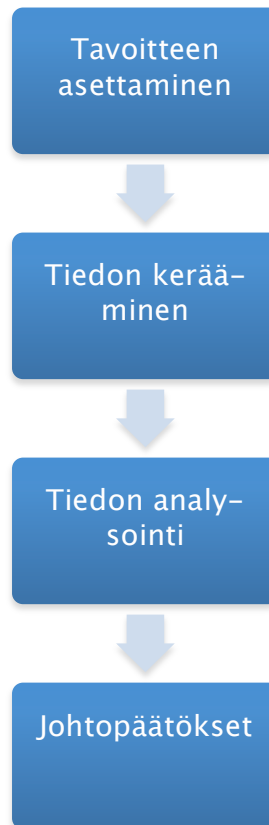 Tavoitteen
asettaminen
Tiedon kerää-
minen
Tiedon analy-
sointi
Johtopäätökset